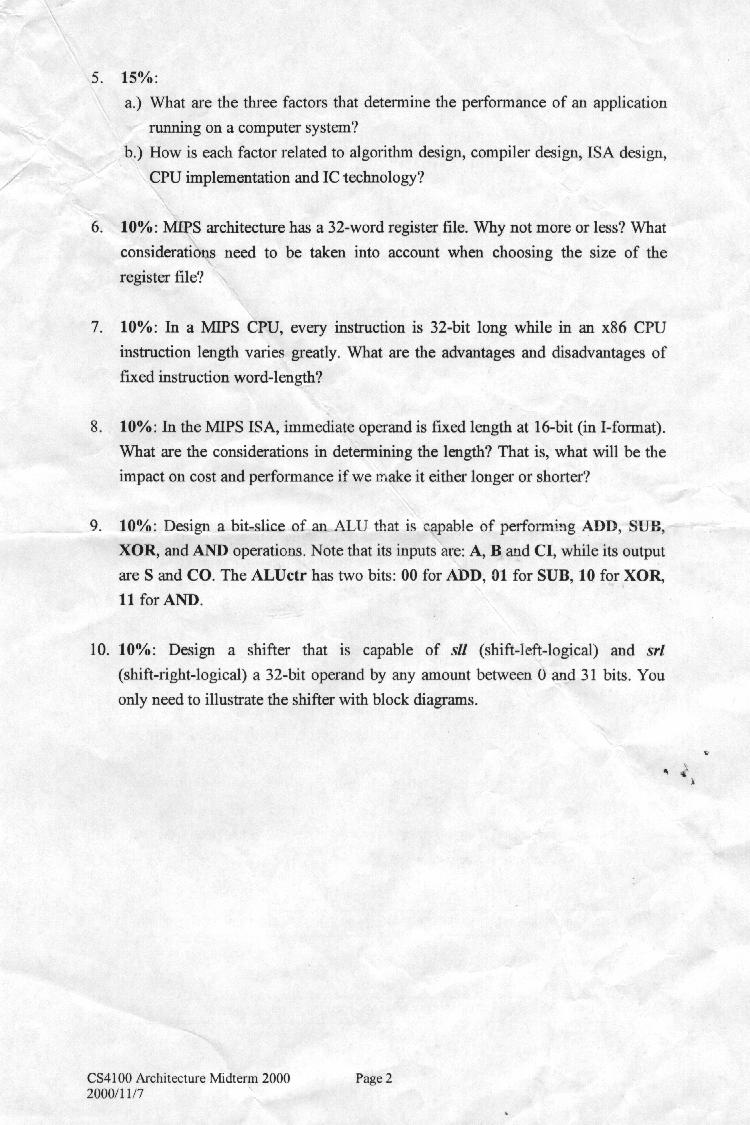 5. 15%:
a.) What are the three factors that determine the performance of an application
running on a computer system?
b.) How is each factor related to algorithm design, compiler design, ISA design,
CPU implementation and IC technology?
6. 10%: MIPS architecture has a 32-word register file. Why not more or less? What
considerations need to be taken into account when choosing the size of the
register file?
7. 10%: In a MIPS CPU, every instruction is 32-bit long while in an x86 CPU
instruction length varies greatly. What are the advantages and disadvantages of
fixed instruction word-length?
8. 10%: In the MIPS ISA, immediate operand is fixed length at 16-bit (in I-format).
What are the considerations in determining the length? That is, what will be the
impact on cost and performance if we make it either longer or shorter?
9. 10%: Design a bit-slice of an ALU that is capable of performing ADD, SUB,
XOR, and AND operations. Note that its inputs are: A, B and CI, while its output
are S and CO. The ALUctr has two bits: 00 for ADD, 01 for SUB, 10 for XOR,
11 for AND.
10. 10%: Design a shifter that is capable of sll (shift-left-logical) and srl
(shift-right-logical) a 32-bit operand by any amount between 0 and 31 bits. You
only need to illustrate the shifter with block diagrams.
CS4100 Architecture Midterm 2000 Page 2
2000/11/7